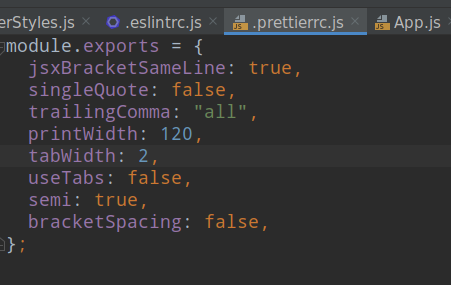 erStyles.js × .eslintrc.js × .prettierrc.js × App.js
module.exports = {
  jsxBracketSameLine: true,
  singleQuote: false,
  trailingComma: "all",
  printWidth: 120,
  tabWidth: 2,
  useTabs: false,
  semi: true,
  bracketSpacing: false,
};